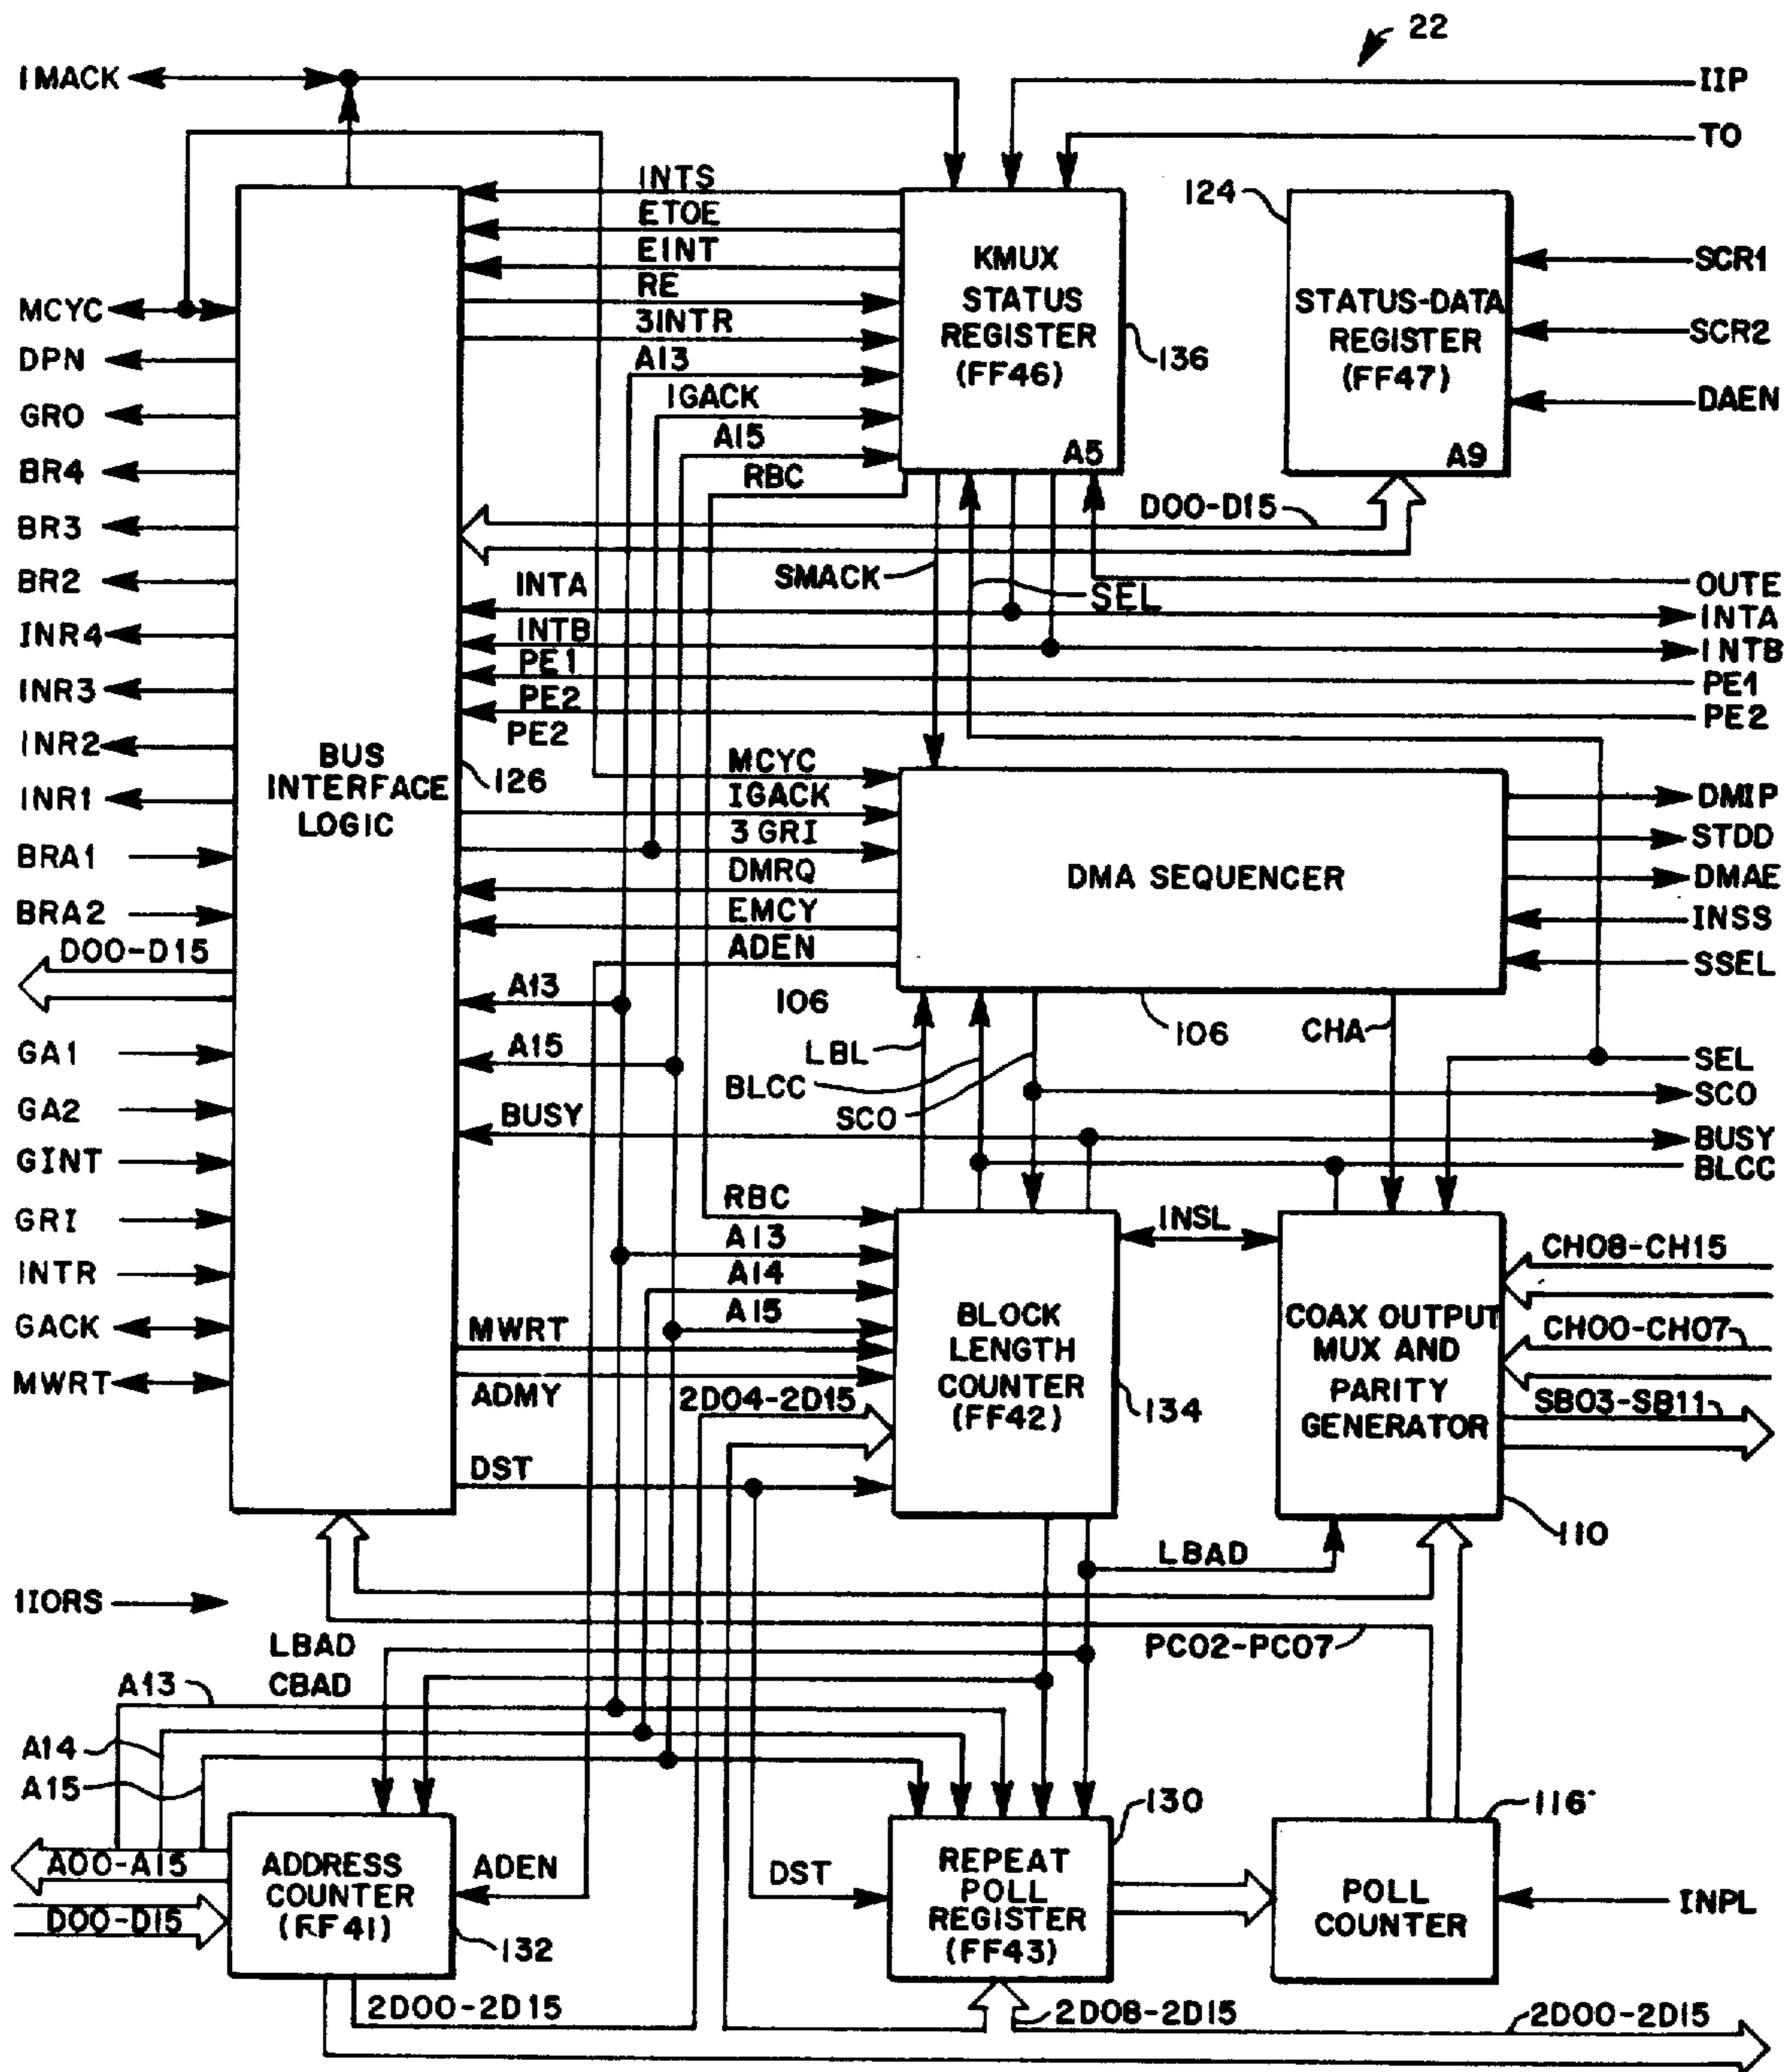 22
IMACK
IIP
TO
INTS
ETOE
EINT
RE
3INTR
A13
IGACK
A15
RBC
KMUX
STATUS
REGISTER
(FF46)
A5
136
124
STATUS-DATA
REGISTER
(FF47)
A9
SCR1
SCR2
DAEN
MCYC
DPN
GRO
BR4
BR3
BR2
INR4
INR3
INR2
INR1
BRA1
BRA2
D00-D15
GA1
GA2
GINT
GRI
INTR
GACK
MWRT
BUS
INTERFACE
LOGIC
126
D00-D15
SMACK
SEL
INTA
INTB
PE1
PE2
PE2
OUTE
INTA
INTB
PE1
PE2
MCYC
IGACK
3 GRI
DMRQ
EMCY
ADEN
106
DMA SEQUENCER
106
DMIP
STDD
DMAE
INSS
SSEL
A13
A15
BUSY
LBL
BLCC
SCO
CHA
SEL
SCO
BUSY
BLCC
RBC
A13
A14
A15
MWRT
ADMY
2D04-2D15
DST
BLOCK
LENGTH
COUNTER
(FF42)
134
INSL
COAX OUTPUT
MUX AND
PARITY
GENERATOR
110
CH08-CH15
CH00-CH07
SB03-SB11
LBAD
1IORS
PC02-PC07
LBAD
CBAD
A13
A14
A15
A00-A15
D00-D15
ADDRESS
COUNTER
(FF41)
132
ADEN
DST
REPEAT
POLL
REGISTER
(FF43)
130
POLL
COUNTER
116
INPL
2D00-2D15
2D08-2D15
2D00-2D15